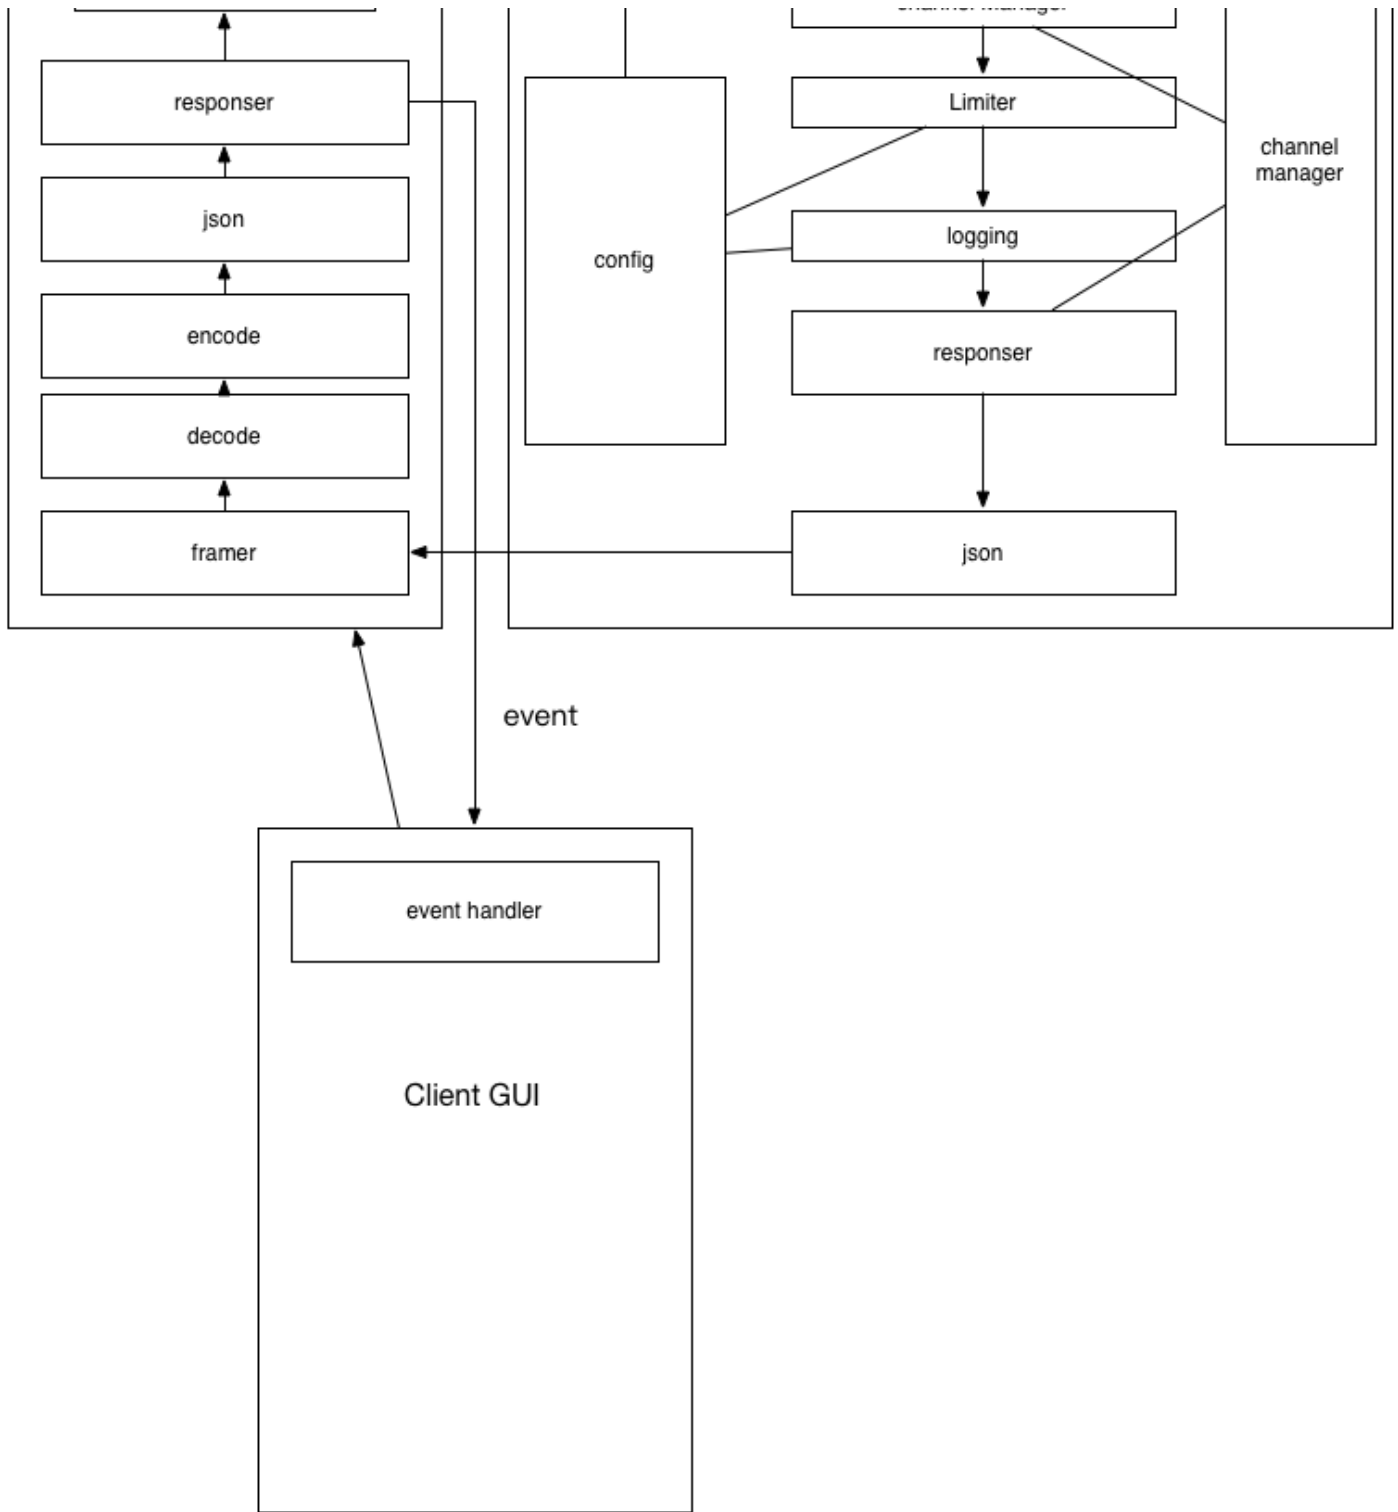 responser
json
encode
decode
framer
config
Limiter
logging
responser
json
channel
manager
event
event handler
Client GUI